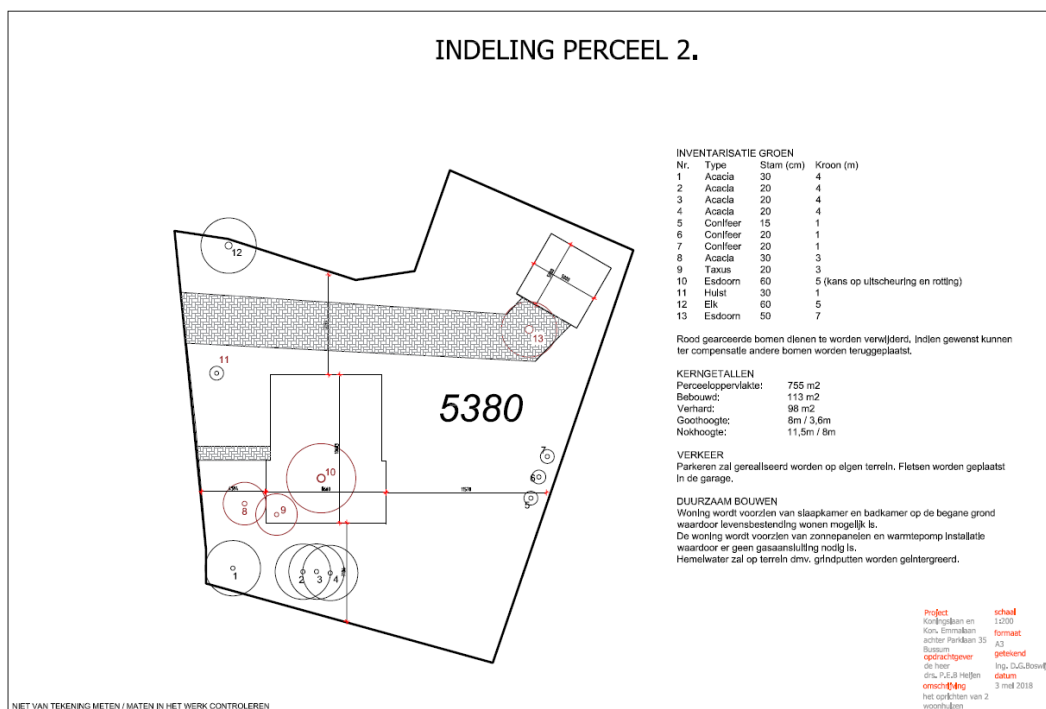 INDELING PERCEEL 2.
INVENTARISATIE GROEN
Nr. Type Stam (cm) Kroon (m)
1 Acacia 30 4
2 Acacia 20 4
3 Acacia 20 4
4 Acacia 20 4
5 Conifeer 15 1
6 Conifeer 20 1
7 Conifeer 20 1
8 Acacia 30 3
9 Taxus 20 3
10 Esdoorn 60 5 (kans op uitscheuring en rotting)
11 Hulst 30 1
12 Eik 60 5
13 Esdoorn 50 7
Rood gearceerde bomen dienen te worden verwijderd, indien gewenst kunnen
ter compensatie andere bomen worden teruggeplaatst.
KERNGETALLEN
Perceeloppervlakte: 755 m2
Bebouwd: 113 m2
Verhard: 98 m2
Goothoogte: 8m / 3,6m
Nokhoogte: 11,5m / 8m
VERKEER
Parkeren zal gerealiseerd worden op eigen terrein. Fietsen worden geplaatst
in de garage.
DUURZAAM BOUWEN
Woning wordt voorzien van slaapkamer en badkamer op de begane grond
waardoor levensbestending wonen mogelijk is.
De woning wordt voorzien van zonnepanelen en warmtepomp installatie
waardoor er geen gasaansluiting nodig is.
Hemelwater zal op terrein dmv. grindputten worden geintergreerd.
12
13
11
5380
7
6
5
10
8
9
1
2
3
4
Project
Koningslaan en
Kon. Emmalaan
achter Parklaan 35
Bussum
opdrachtgever
de heer
drs. P.E.B Heijen
omschrijving
het oprichten van 2
woonhuizen
schaal
1:200
formaat
A3
getekend
Ing. D.G.Boswij
datum
3 mei 2018
NIET VAN TEKENING METEN / MATEN IN HET WERK CONTROLEREN